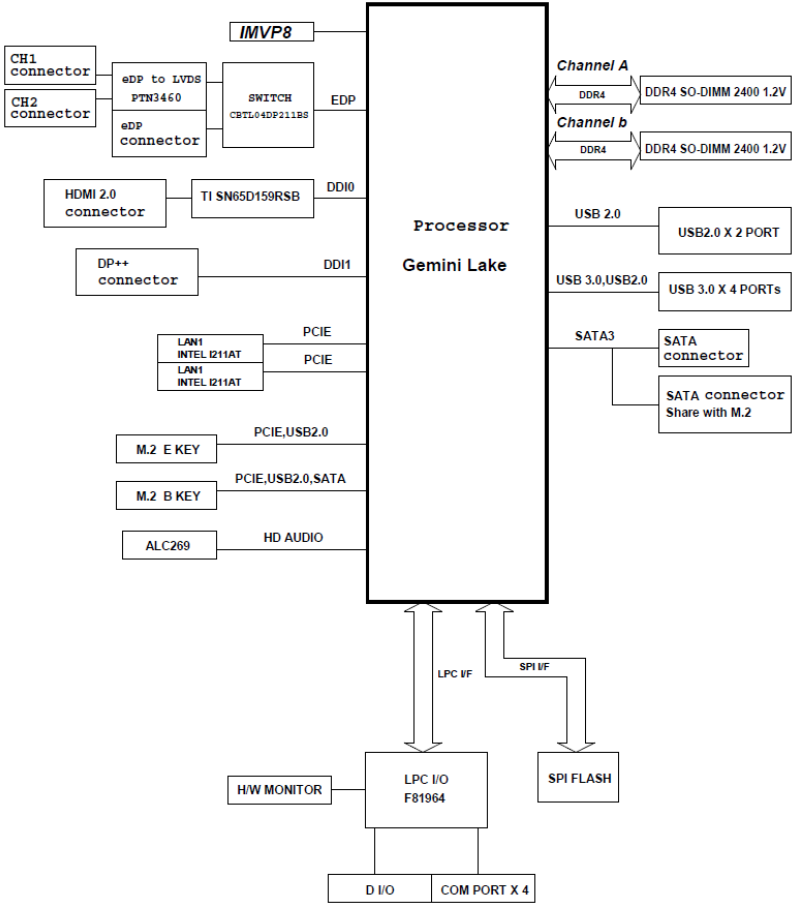 IMVP8
CH1
connector
CH2
connector
eDP to LVDS
PTN3460
eDP
connector
SWITCH
CBTL04DP211BS
EDP
HDMI 2.0
connector
TI SN65D159RSB
DDI0
DP++
connector
DDI1
LAN1
INTEL I211AT
PCIE
LAN1
INTEL I211AT
PCIE
M.2 E KEY
PCIE,USB2.0
M.2 B KEY
PCIE,USB2.0,SATA
ALC269
HD AUDIO
Processor
Gemini Lake
Channel A
DDR4
DDR4 SO-DIMM 2400 1.2V
Channel b
DDR4
DDR4 SO-DIMM 2400 1.2V
USB 2.0
USB2.0 X 2 PORT
USB 3.0,USB2.0
USB 3.0 X 4 PORTs
SATA3
SATA
connector
SATA connector
Share with M.2
LPC I/F
SPI I/F
H/W MONITOR
LPC I/O
F81964
SPI FLASH
D I/O
COM PORT X 4